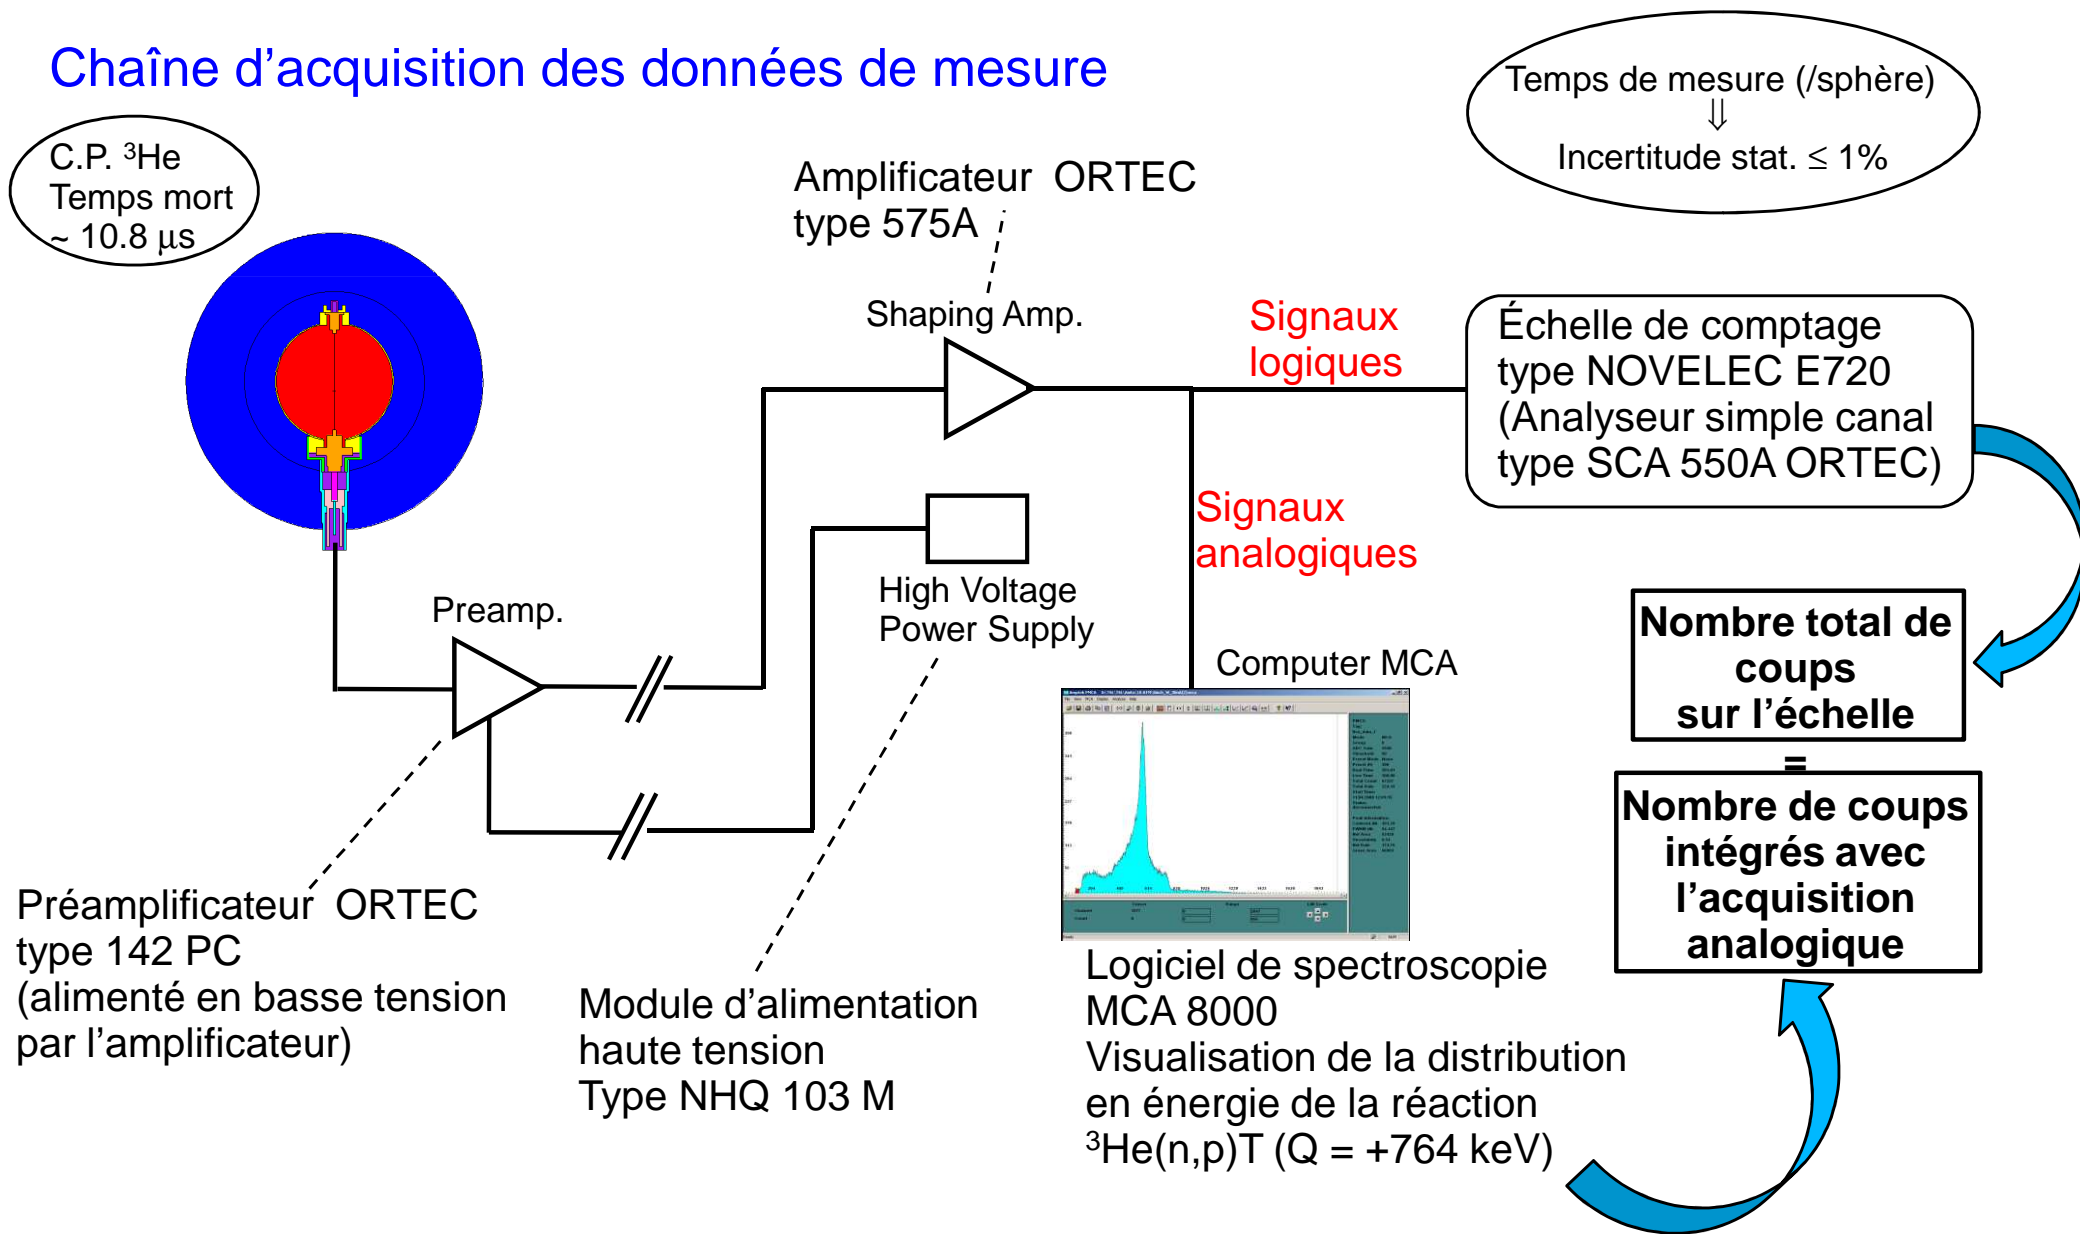 Chaîne d'acquisition des données de mesure
Temps de mesure (/sphère)
⇓
Incertitude stat. ≤ 1%
C.P. ³He
Temps mort
~ 10.8 μs
Amplificateur ORTEC
type 575A
Shaping Amp.
Signaux
logiques
Échelle de comptage
type NOVELEC E720
(Analyseur simple canal
type SCA 550A ORTEC)
Signaux
analogiques
High Voltage
Power Supply
Preamp.
Computer MCA
Nombre total de
coups
sur l'échelle
=
Nombre de coups
intégrés avec
l'acquisition
analogique
Préamplificateur ORTEC
type 142 PC
(alimenté en basse tension
par l'amplificateur)
Module d'alimentation
haute tension
Type NHQ 103 M
Logiciel de spectroscopie
MCA 8000
Visualisation de la distribution
en énergie de la réaction
³He(n,p)T (Q = +764 keV)